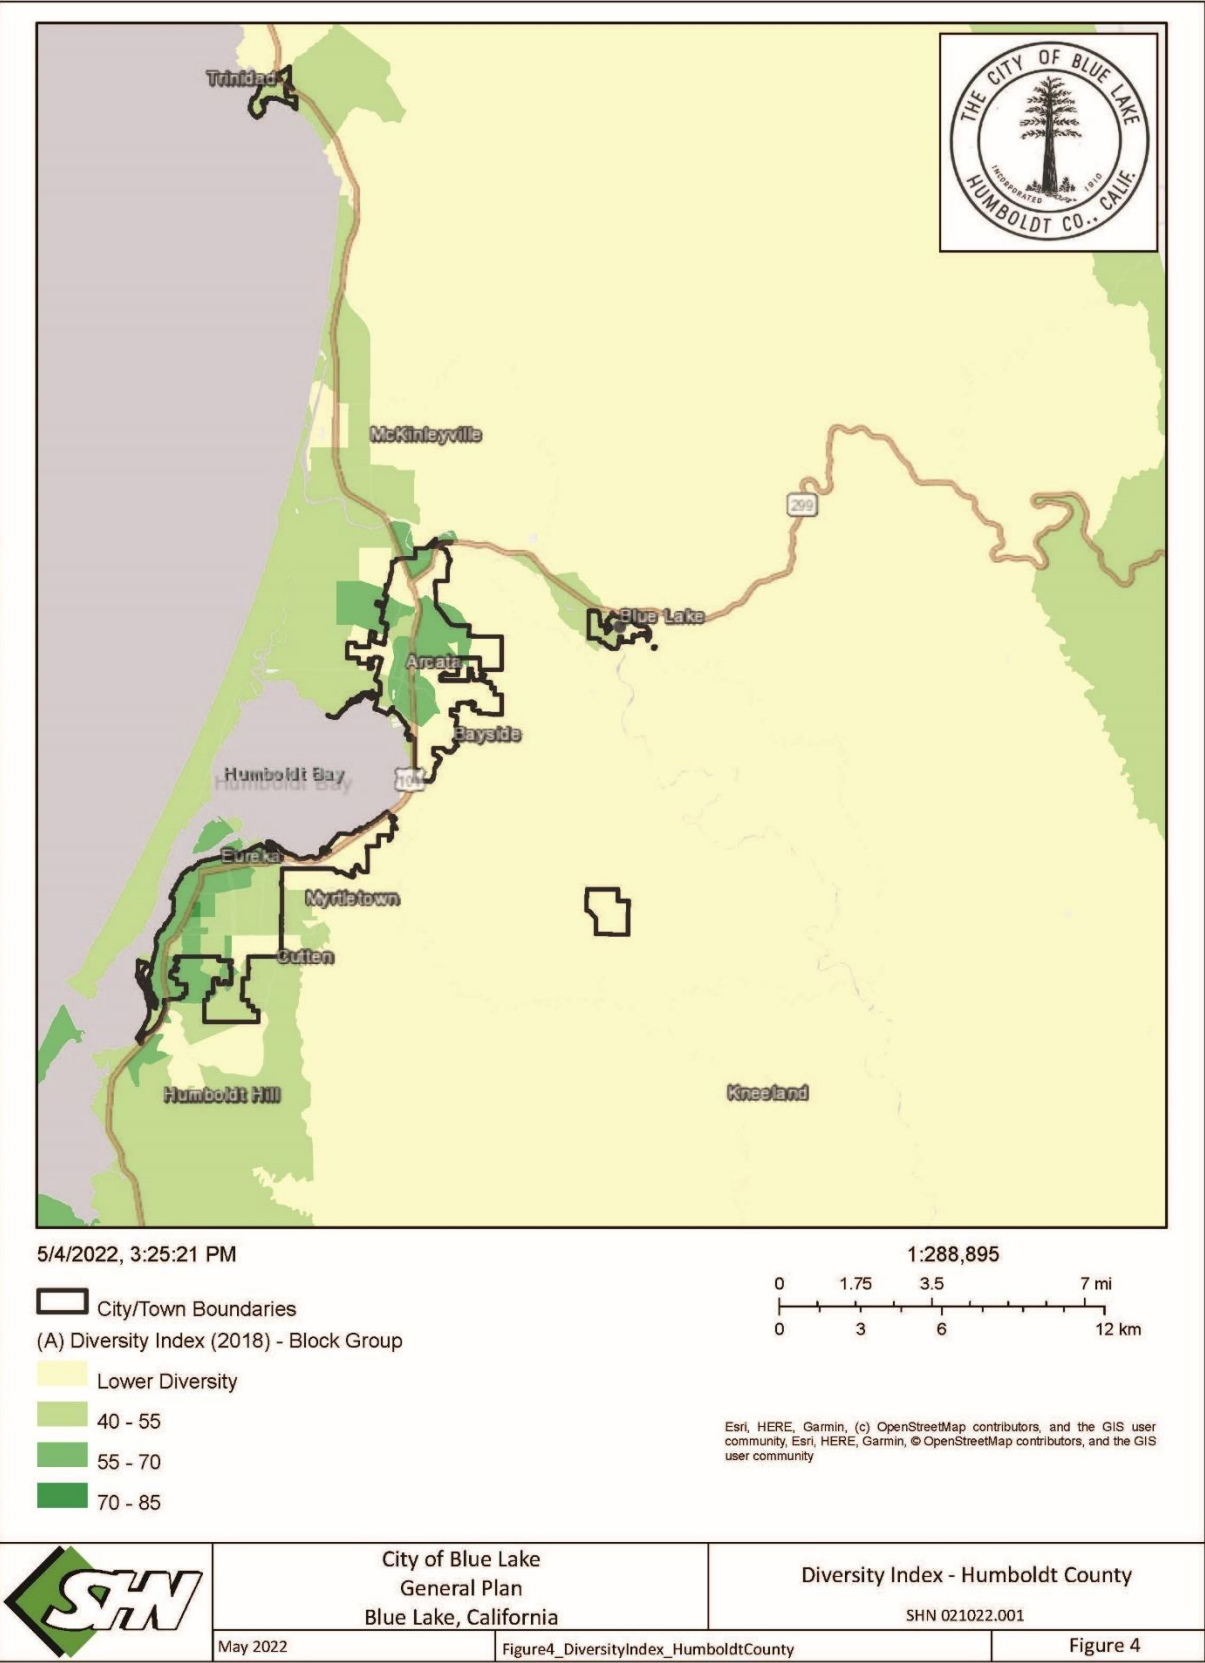 Trinidad
THE CITY OF BLUE LAKE
INCORPORATED 1910
HUMBOLDT CO., CALIF.
McKinleyville
299
Blue Lake
Arcata
Bayside
Humboldt Bay
Humboldt Bay
101
Eureka
Myrtletown
Cutten
Humboldt Hill
Kneeland
5/4/2022, 3:25:21 PM
1:288,895
0 1.75 3.5 7 mi
0 3 6 12 km
City/Town Boundaries
(A) Diversity Index (2018) - Block Group
Lower Diversity
40 - 55
55 - 70
70 - 85
Esri, HERE, Garmin, (c) OpenStreetMap contributors, and the GIS user
community, Esri, HERE, Garmin, © OpenStreetMap contributors, and the GIS
user community
SHN
City of Blue Lake
General Plan
Blue Lake, California
Diversity Index - Humboldt County
SHN 021022.001
May 2022
Figure4_DiversityIndex_HumboldtCounty
Figure 4